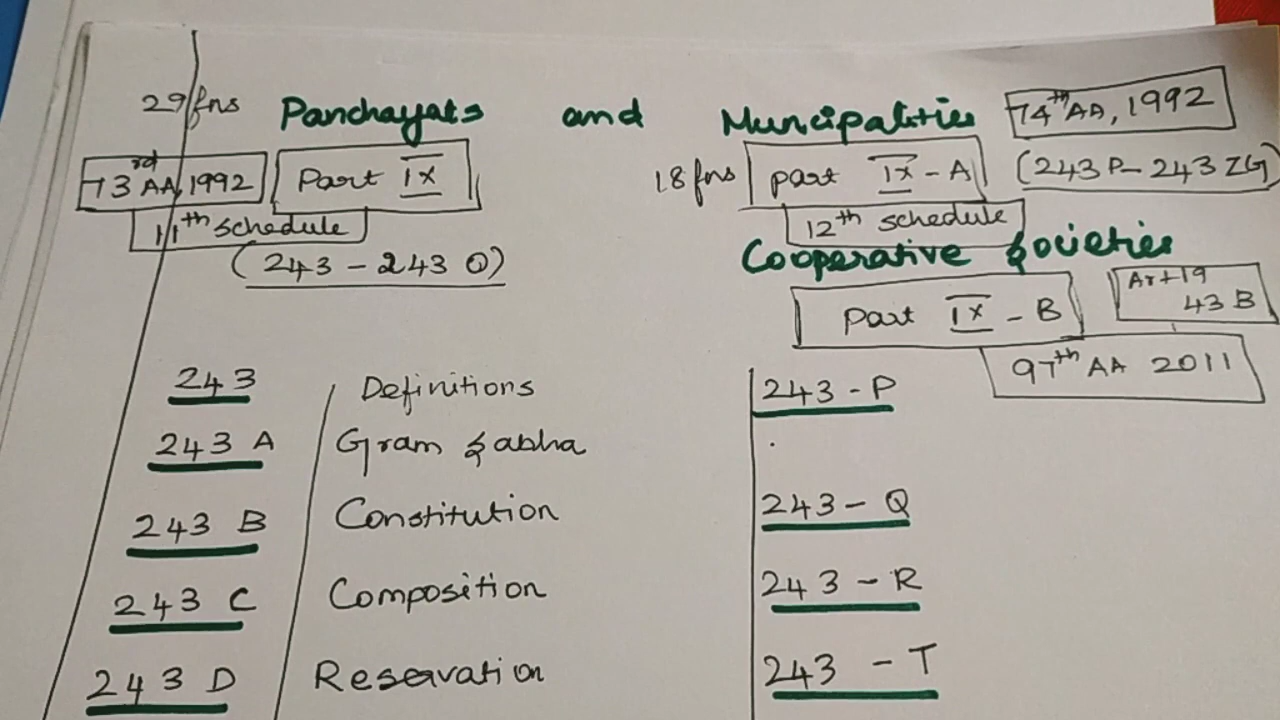 29 fns Panchayats and Muncipalities 74th AA, 1992
73rd AA, 1992 Part IX 18 fns part IX - A (243 P - 243 ZG)
11th schedule 12th schedule
(243 - 243 O) Cooperative Societies
Part IX - B Art 19
43 B
97th AA 2011
243 Definitions 243 - P
243 A Gram Sabha
243 B Constitution 243 - Q
243 C Composition 243 - R
243 D Reservation 243 - T